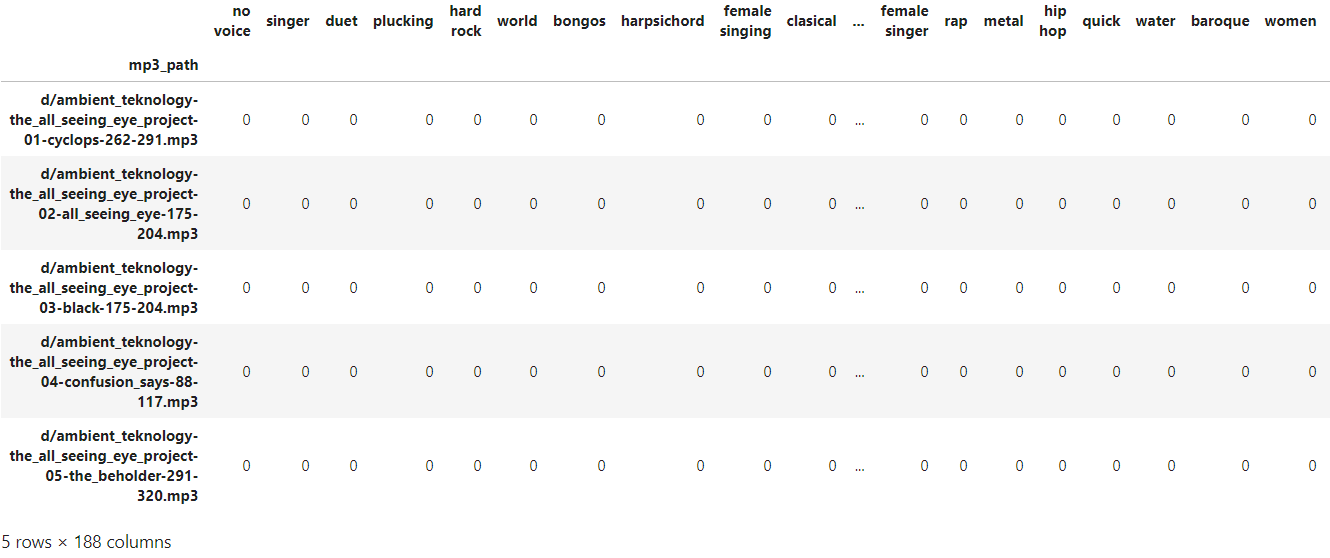 no voice singer duet plucking hard rock world bongos harpsichord female singing clasical ... female singer rap metal hip hop quick water baroque women
mp3_path
d/ambient_teknology-
the_all_seeing_eye_project-
01-cyclops-262-291.mp3 0 0 0 0 0 0 0 0 0 0 ... 0 0 0 0 0 0 0 0
d/ambient_teknology-
the_all_seeing_eye_project-
02-all_seeing_eye-175-
204.mp3 0 0 0 0 0 0 0 0 0 0 ... 0 0 0 0 0 0 0 0
d/ambient_teknology-
the_all_seeing_eye_project-
03-black-175-204.mp3 0 0 0 0 0 0 0 0 0 0 ... 0 0 0 0 0 0 0 0
d/ambient_teknology-
the_all_seeing_eye_project-
04-confusion_says-88-
117.mp3 0 0 0 0 0 0 0 0 0 0 ... 0 0 0 0 0 0 0 0
d/ambient_teknology-
the_all_seeing_eye_project-
05-the_beholder-291-
320.mp3 0 0 0 0 0 0 0 0 0 0 ... 0 0 0 0 0 0 0 0
5 rows × 188 columns